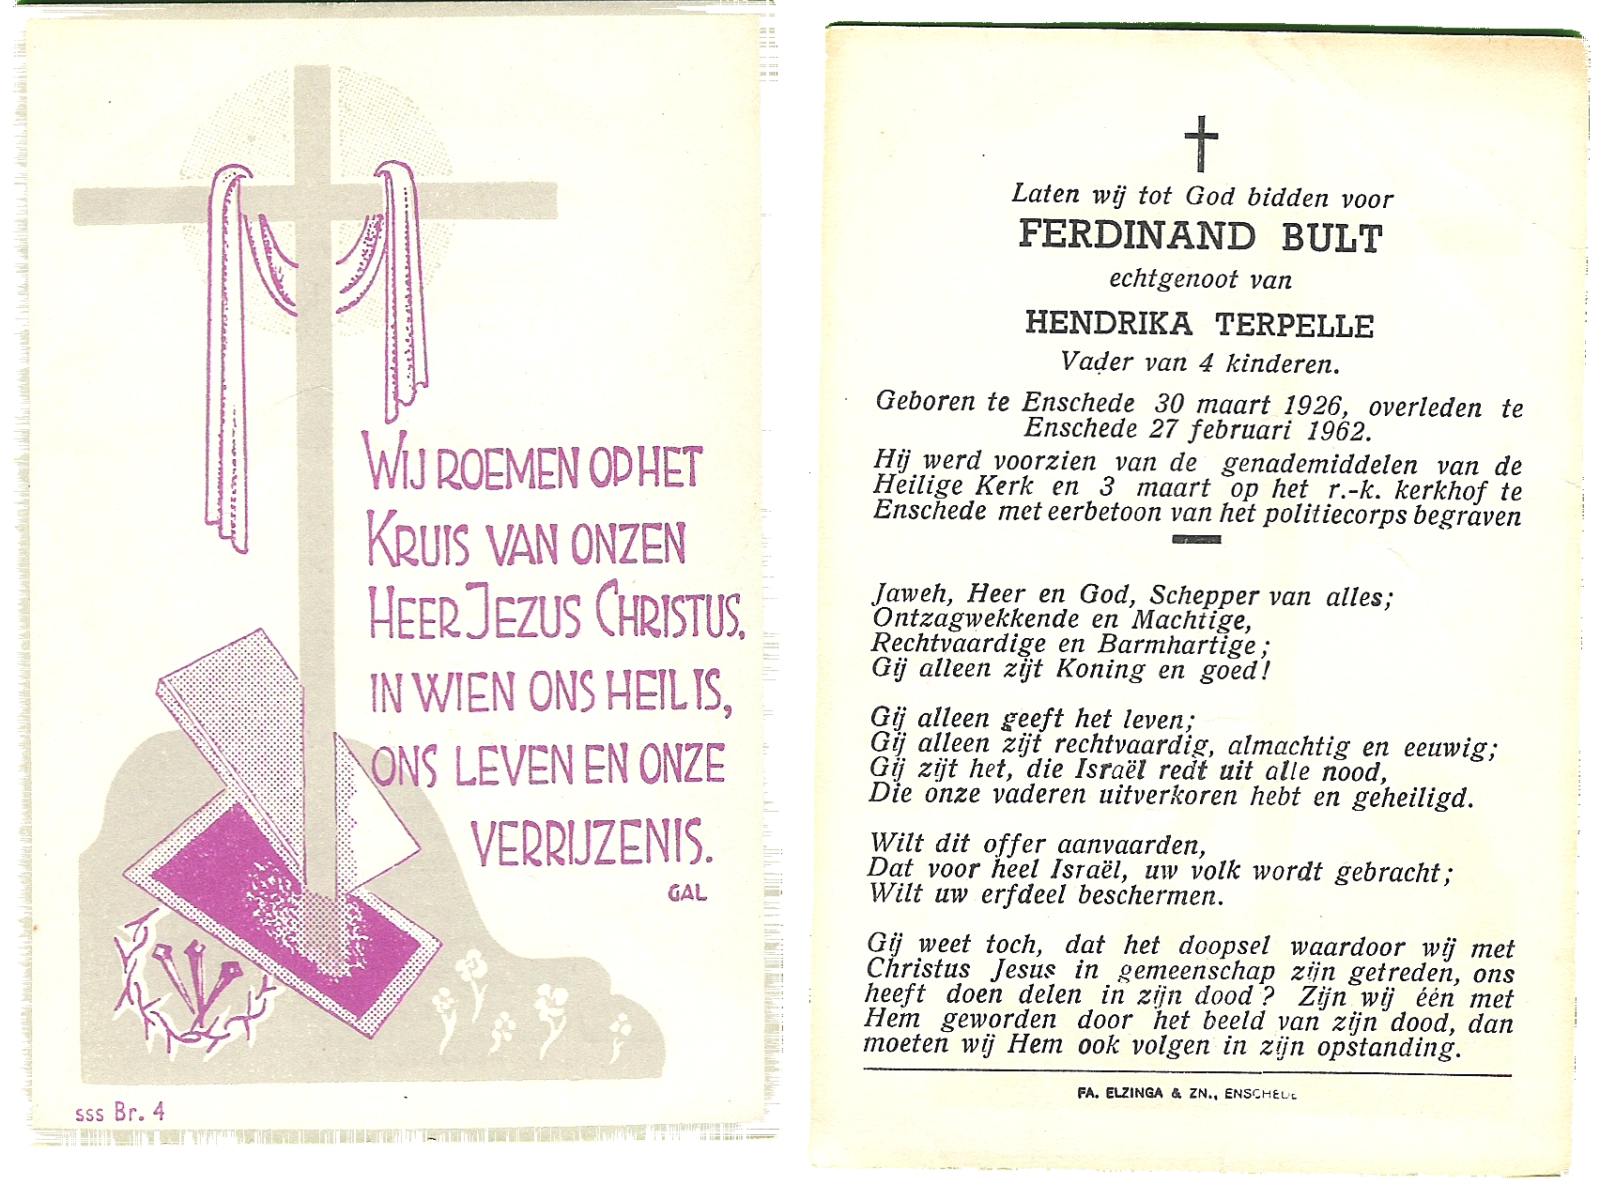 WIJ ROEMEN OP HET
KRUIS VAN ONZEN
HEER JEZUS CHRISTUS.
IN WIEN ONS HEIL IS,
ONS LEVEN EN ONZE
VERRIJZENIS.
GAL
sss Br. 4
Laten wij tot God bidden voor
FERDINAND BULT
echtgenoot van
HENDRIKA TERPELLE
Vader van 4 kinderen.
Geboren te Enschede 30 maart 1926, overleden te
Enschede 27 februari 1962.
Hij werd voorzien van de genademiddelen van de
Heilige Kerk en 3 maart op het r.-k. kerkhof te
Enschede met eerbetoon van het politiecorps begraven
Jaweh, Heer en God, Schepper van alles;
Ontzagwekkende en Machtige,
Rechtvaardige en Barmhartige;
Gij alleen zijt Koning en goed!
Gij alleen geeft het leven;
Gij alleen zijt rechtvaardig, almachtig en eeuwig;
Gij zijt het, die Israël redt uit alle nood,
Die onze vaderen uitverkoren hebt en geheiligd.
Wilt dit offer aanvaarden,
Dat voor heel Israël, uw volk wordt gebracht;
Wilt uw erfdeel beschermen.
Gij weet toch, dat het doopsel waardoor wij met
Christus Jesus in gemeenschap zijn getreden, ons
heeft doen delen in zijn dood? Zijn wij één met
Hem geworden door het beeld van zijn dood, dan
moeten wij Hem ook volgen in zijn opstanding.
FA. ELZINGA & ZN., ENSCHEDE